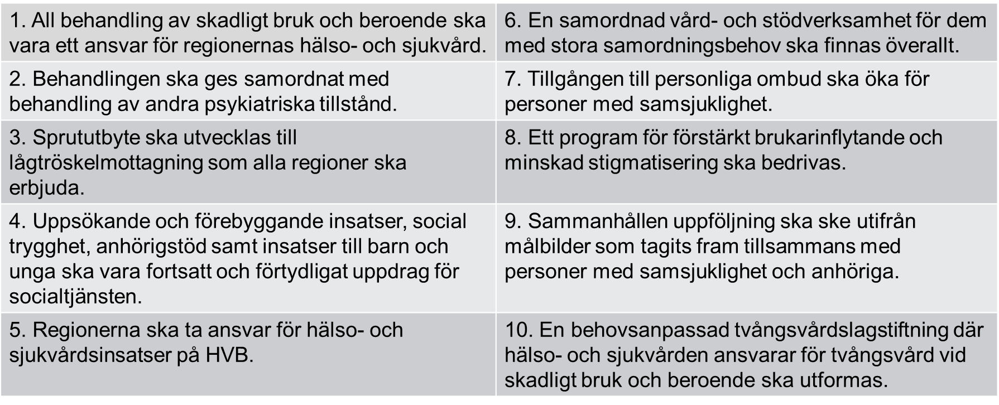 1. All behandling av skadligt bruk och beroende ska
vara ett ansvar för regionernas hälso- och sjukvård.
2. Behandlingen ska ges samordnat med
behandling av andra psykiatriska tillstånd.
3. Sprututbyte ska utvecklas till
lågtröskelmottagning som alla regioner ska
erbjuda.
4. Uppsökande och förebyggande insatser, social
trygghet, anhörigstöd samt insatser till barn och
unga ska vara fortsatt och förtydligat uppdrag för
socialtjänsten.
5. Regionerna ska ta ansvar för hälso- och
sjukvårdsinsatser på HVB.
6. En samordnad vård- och stödverksamhet för dem
med stora samordningsbehov ska finnas överallt.
7. Tillgången till personliga ombud ska öka för
personer med samsjuklighet.
8. Ett program för förstärkt brukarinflytande och
minskad stigmatisering ska bedrivas.
9. Sammanhållen uppföljning ska ske utifrån
målbilder som tagits fram tillsammans med
personer med samsjuklighet och anhöriga.
10. En behovsanpassad tvångsvårdslagstiftning där
hälso- och sjukvården ansvarar för tvångsvård vid
skadligt bruk och beroende ska utformas.